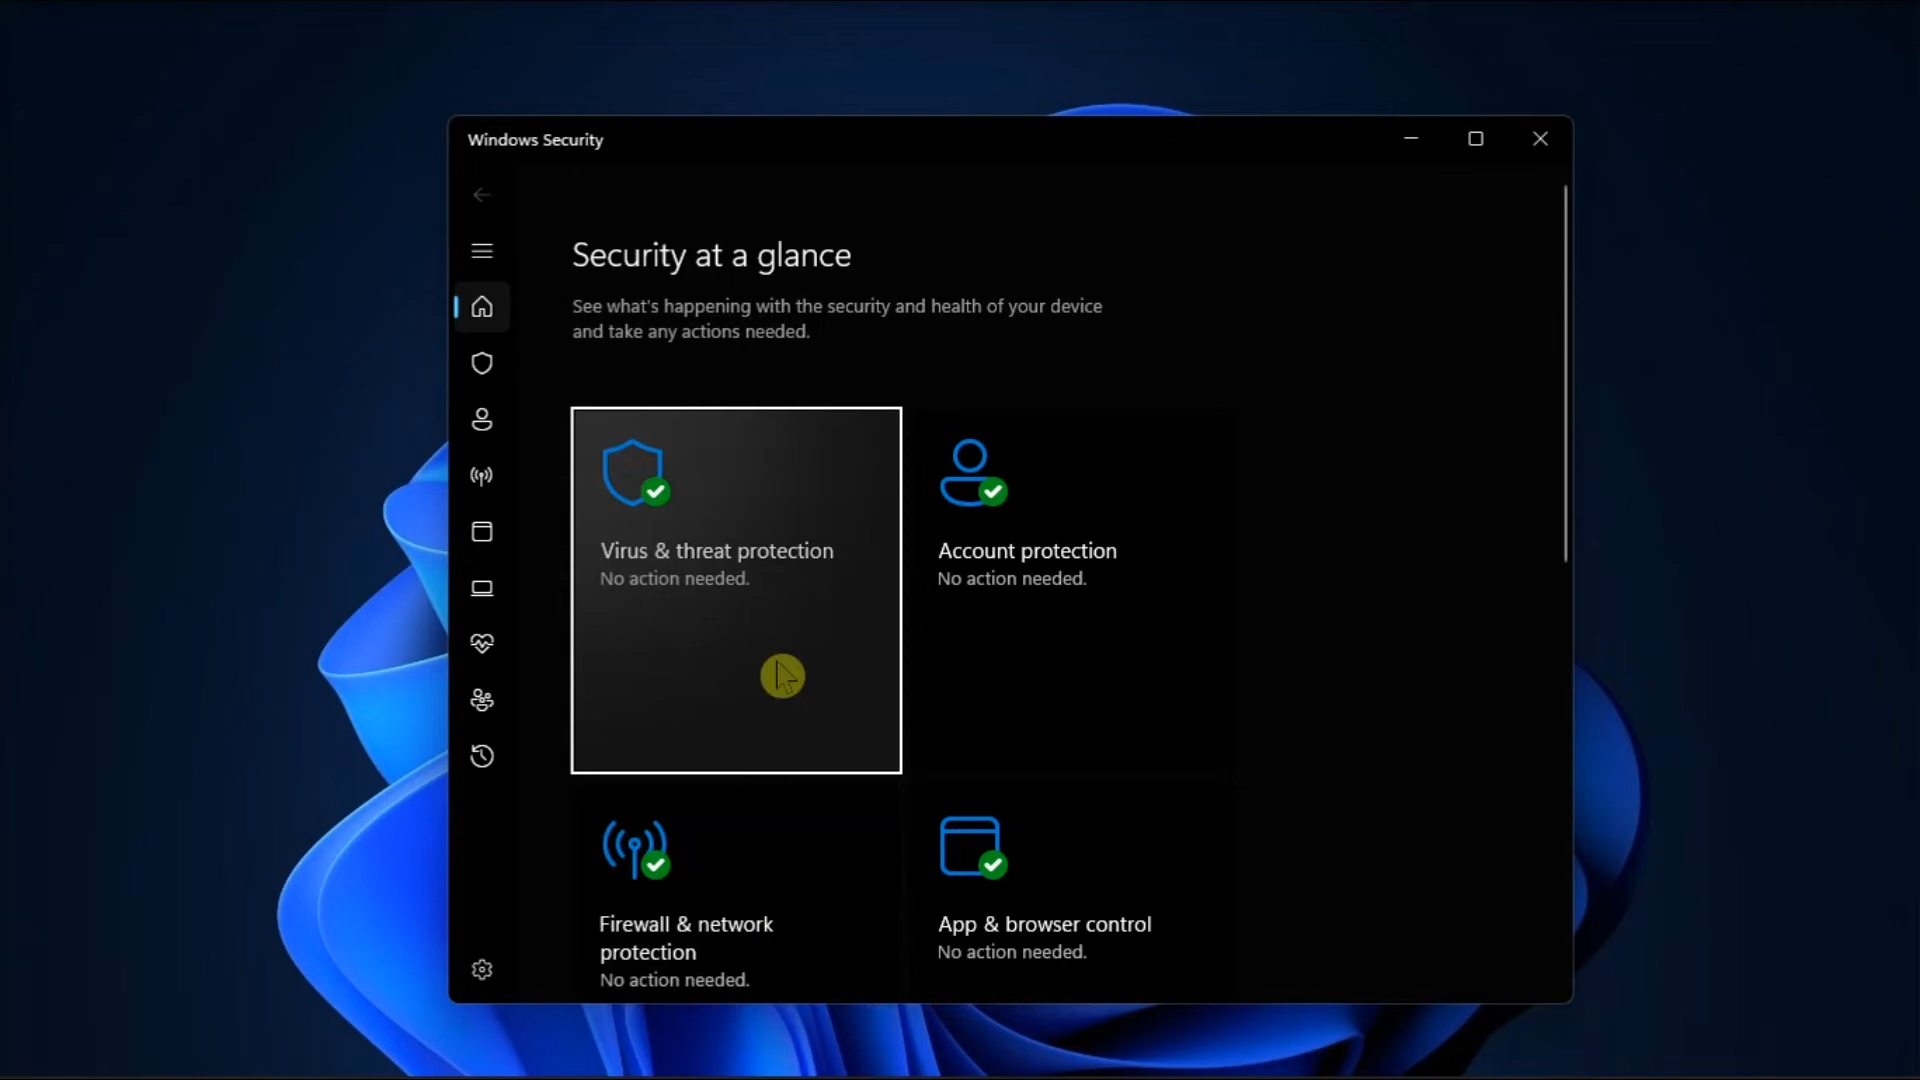 Windows Security
Security at a glance
See what's happening with the security and health of your device
and take any actions needed.
Virus & threat protection
No action needed.
Account protection
No action needed.
Firewall & network
protection
No action needed.
App & browser control
No action needed.